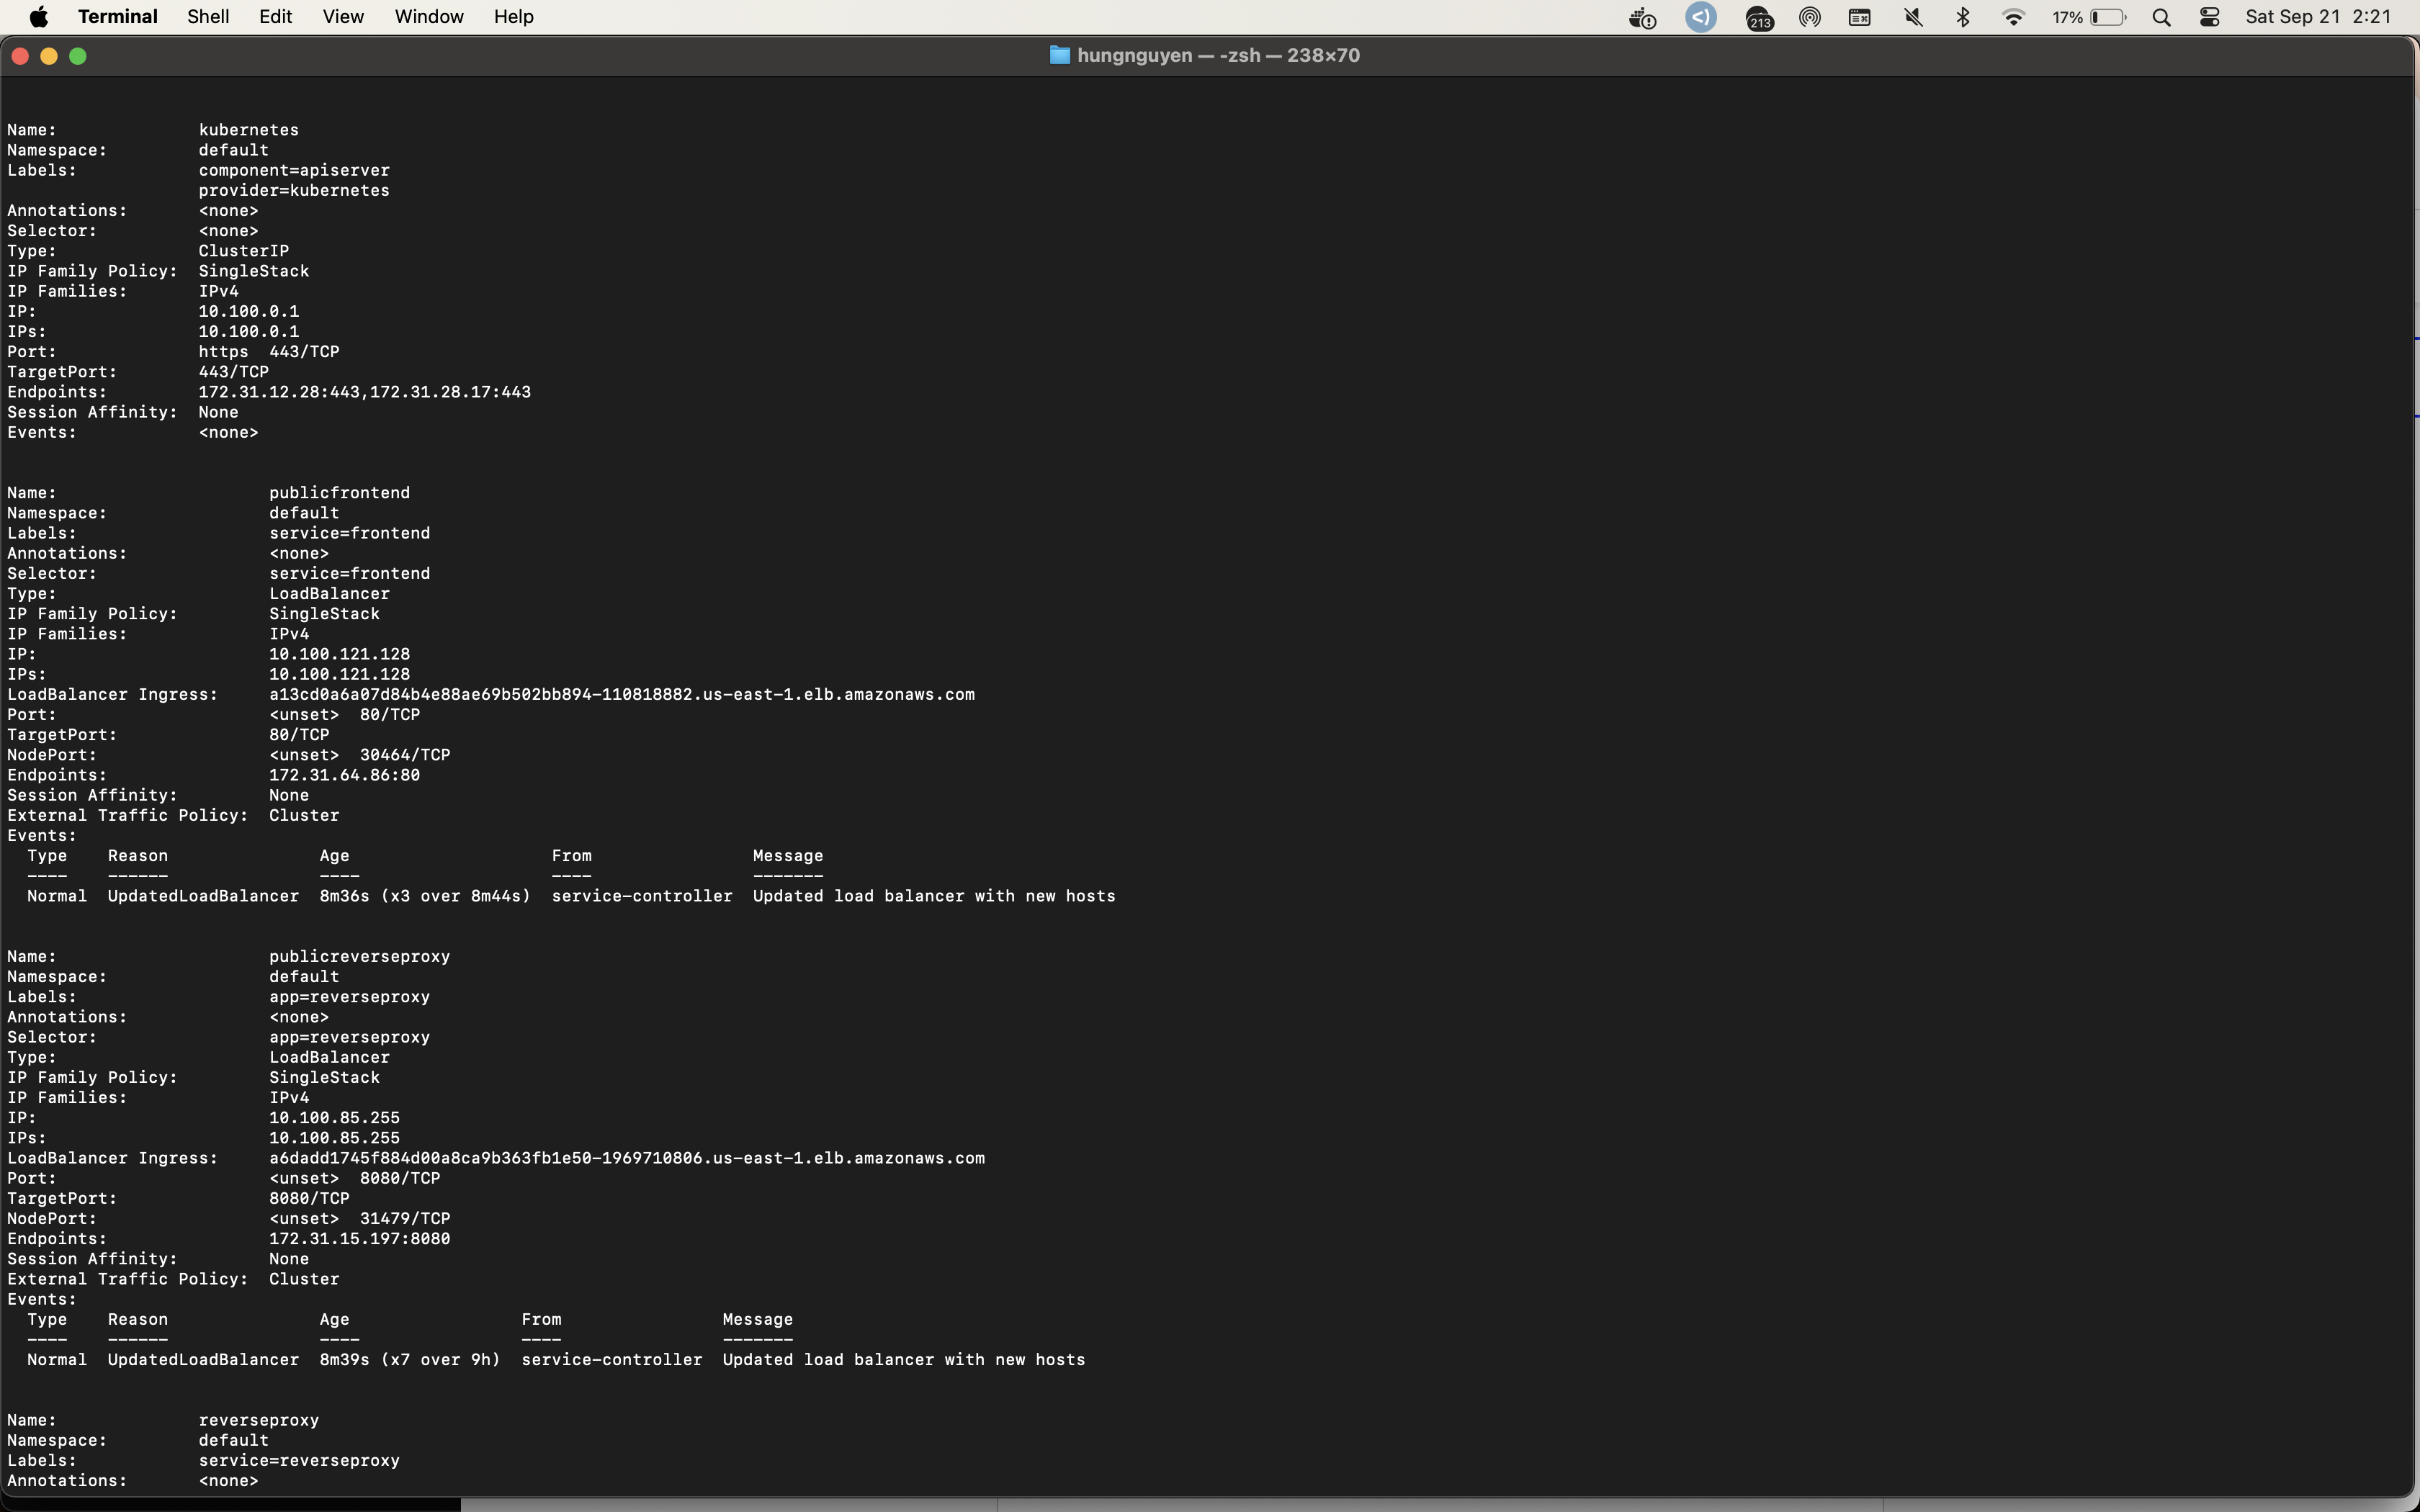 Terminal Shell Edit View Window Help 213 17% Sat Sep 21 2:21
hungnguyen — -zsh — 238×70
Name: kubernetes
Namespace: default
Labels: component=apiserver
provider=kubernetes
Annotations: <none>
Selector: <none>
Type: ClusterIP
IP Family Policy: SingleStack
IP Families: IPv4
IP: 10.100.0.1
IPs: 10.100.0.1
Port: https 443/TCP
TargetPort: 443/TCP
Endpoints: 172.31.12.28:443,172.31.28.17:443
Session Affinity: None
Events: <none>
Name: publicfrontend
Namespace: default
Labels: service=frontend
Annotations: <none>
Selector: service=frontend
Type: LoadBalancer
IP Family Policy: SingleStack
IP Families: IPv4
IP: 10.100.121.128
IPs: 10.100.121.128
LoadBalancer Ingress: a13cd0a6a07d84b4e88ae69b502bb894-110818882.us-east-1.elb.amazonaws.com
Port: <unset> 80/TCP
TargetPort: 80/TCP
NodePort: <unset> 30464/TCP
Endpoints: 172.31.64.86:80
Session Affinity: None
External Traffic Policy: Cluster
Events:
Type Reason Age From Message
---- ------ ---- ---- -------
Normal UpdatedLoadBalancer 8m36s (x3 over 8m44s) service-controller Updated load balancer with new hosts
Name: publicreverseproxy
Namespace: default
Labels: app=reverseproxy
Annotations: <none>
Selector: app=reverseproxy
Type: LoadBalancer
IP Family Policy: SingleStack
IP Families: IPv4
IP: 10.100.85.255
IPs: 10.100.85.255
LoadBalancer Ingress: a6dadd1745f884d00a8ca9b363fb1e50-1969710806.us-east-1.elb.amazonaws.com
Port: <unset> 8080/TCP
TargetPort: 8080/TCP
NodePort: <unset> 31479/TCP
Endpoints: 172.31.15.197:8080
Session Affinity: None
External Traffic Policy: Cluster
Events:
Type Reason Age From Message
---- ------ ---- ---- -------
Normal UpdatedLoadBalancer 8m39s (x7 over 9h) service-controller Updated load balancer with new hosts
Name: reverseproxy
Namespace: default
Labels: service=reverseproxy
Annotations: <none>